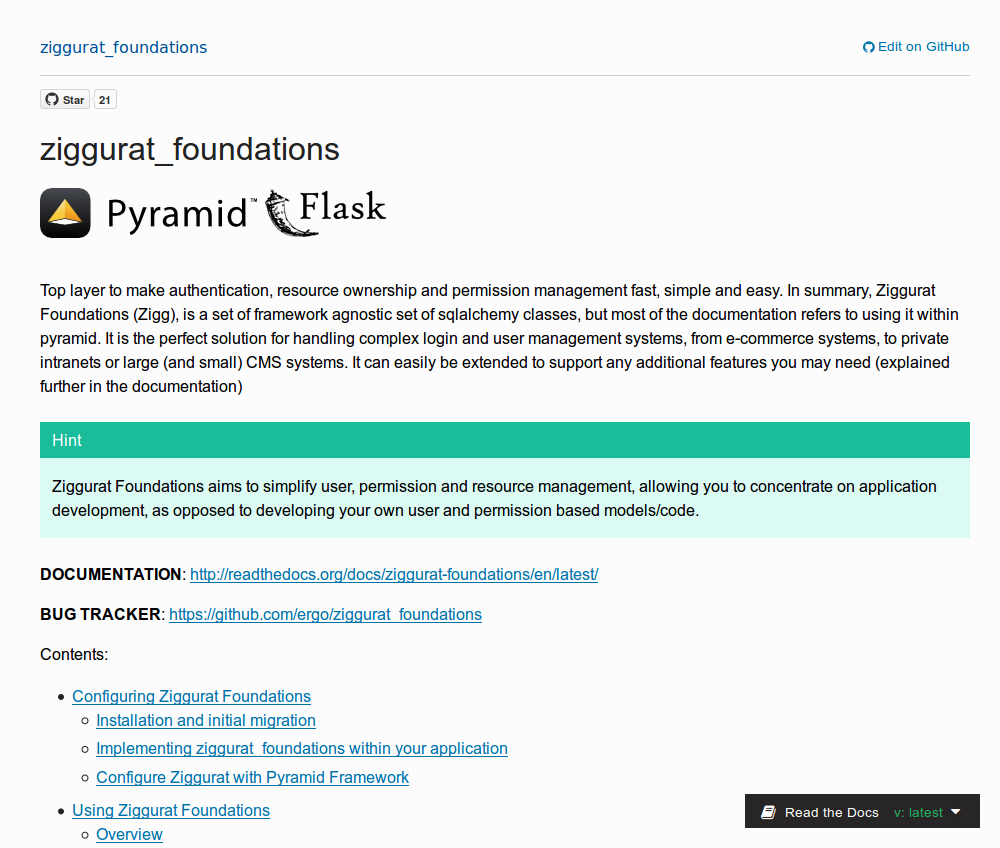 ziggurat_foundations
Edit on GitHub
Star 21
ziggurat_foundations
Pyramid™ Flask
Top layer to make authentication, resource ownership and permission management fast, simple and easy. In summary, Ziggurat
Foundations (Zigg), is a set of framework agnostic set of sqlalchemy classes, but most of the documentation refers to using it within
pyramid. It is the perfect solution for handling complex login and user management systems, from e-commerce systems, to private
intranets or large (and small) CMS systems. It can easily be extended to support any additional features you may need (explained
further in the documentation)
Hint
Ziggurat Foundations aims to simplify user, permission and resource management, allowing you to concentrate on application
development, as opposed to developing your own user and permission based models/code.
DOCUMENTATION: http://readthedocs.org/docs/ziggurat-foundations/en/latest/
BUG TRACKER: https://github.com/ergo/ziggurat_foundations
Contents:
Configuring Ziggurat Foundations
Installation and initial migration
Implementing ziggurat_foundations within your application
Configure Ziggurat with Pyramid Framework
Using Ziggurat Foundations
Overview
Read the Docs v: latest